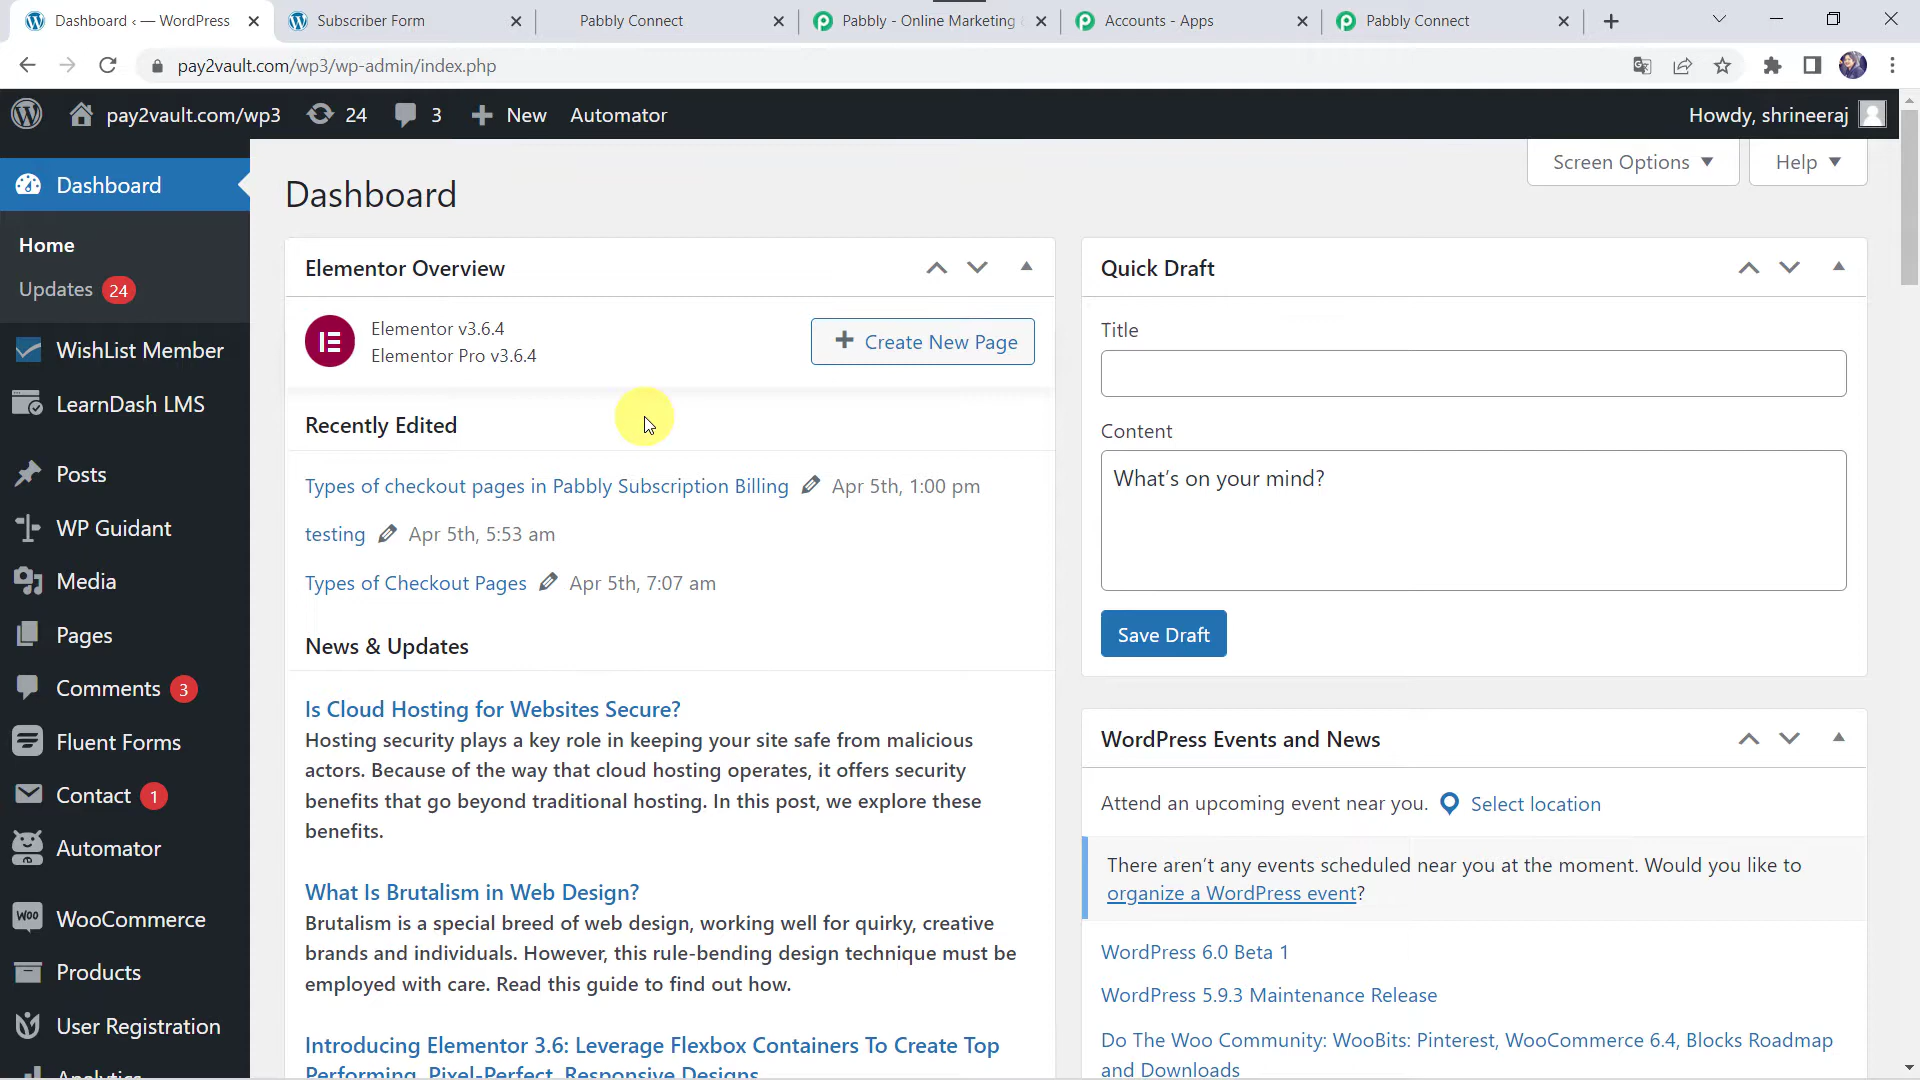 Dashboard ‹ — WordPress
Subscriber Form
Pabbly Connect
Pabbly - Online Marketing
Accounts - Apps
Pabbly Connect
pay2vault.com/wp3/wp-admin/index.php
pay2vault.com/wp3
24
3
New
Automator
Howdy, shrineeraj
Screen Options
Help
Dashboard
Home
Updates 24
WishList Member
LearnDash LMS
Posts
WP Guidant
Media
Pages
Comments 3
Fluent Forms
Contact 1
Automator
WooCommerce
Products
User Registration
Analytics
Dashboard
Elementor Overview
Elementor v3.6.4
Elementor Pro v3.6.4
Create New Page
Recently Edited
Types of checkout pages in Pabbly Subscription Billing Apr 5th, 1:00 pm
testing Apr 5th, 5:53 am
Types of Checkout Pages Apr 5th, 7:07 am
News & Updates
Is Cloud Hosting for Websites Secure?
Hosting security plays a key role in keeping your site safe from malicious
actors. Because of the way that cloud hosting operates, it offers security
benefits that go beyond traditional hosting. In this post, we explore these
benefits.
What Is Brutalism in Web Design?
Brutalism is a special breed of web design, working well for quirky, creative
brands and individuals. However, this rule-bending design technique must be
employed with care. Read this guide to find out how.
Introducing Elementor 3.6: Leverage Flexbox Containers To Create Top
Performing, Pixel-Perfect, Responsive Designs
Quick Draft
Title
Content
What's on your mind?
Save Draft
WordPress Events and News
Attend an upcoming event near you. Select location
There aren't any events scheduled near you at the moment. Would you like to
organize a WordPress event?
WordPress 6.0 Beta 1
WordPress 5.9.3 Maintenance Release
Do The Woo Community: WooBits: Pinterest, WooCommerce 6.4, Blocks Roadmap
and Downloads